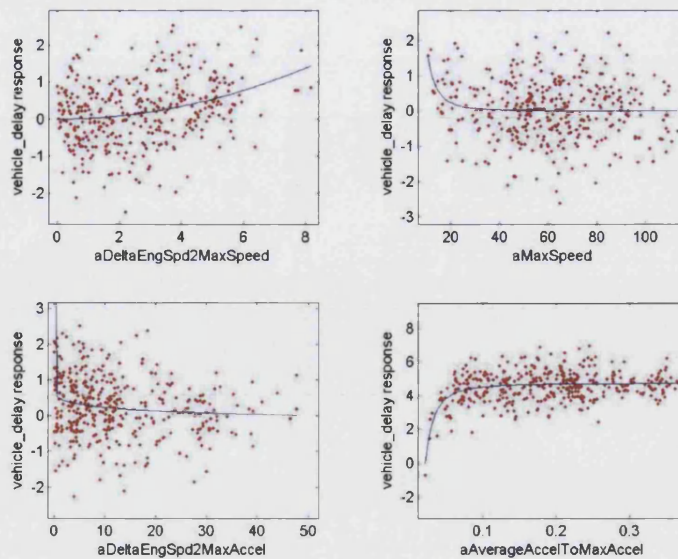 vehicle_delay response
2
1
0
-1
-2
0 2 4 6 8
aDeltaEngSpd2MaxSpeed
vehicle_delay response
2
1
0
-1
-2
-3
20 40 60 80 100
aMaxSpeed
vehicle_delay response
3
2
1
0
-1
-2
0 10 20 30 40 50
aDeltaEngSpd2MaxAccel
vehicle_delay response
8
6
4
2
0
-2
0.1 0.2 0.3
aAverageAccelToMaxAccel